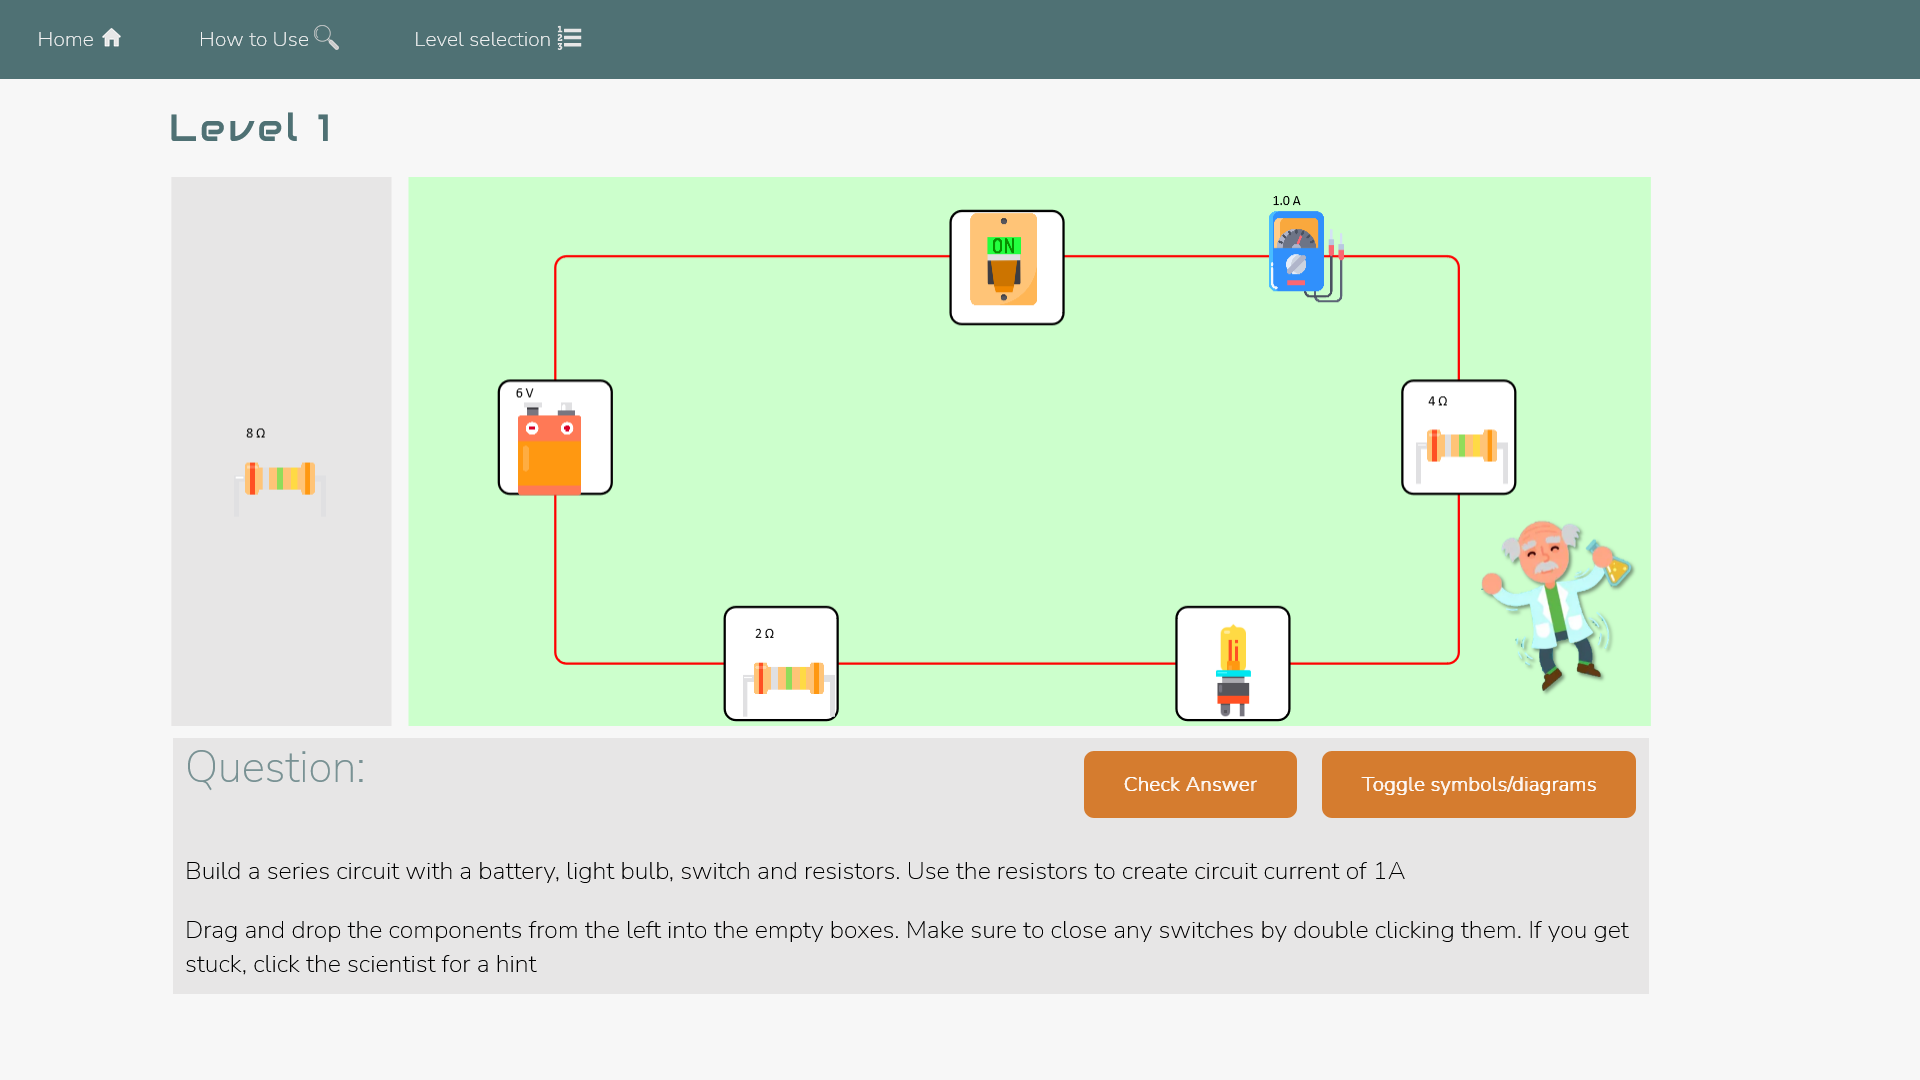 Home
How to Use
Level selection
Level 1
1.0 A
ON
6 V
4 Ω
8 Ω
2 Ω
Question:
Check Answer
Toggle symbols/diagrams
Build a series circuit with a battery, light bulb, switch and resistors. Use the resistors to create circuit current of 1A
Drag and drop the components from the left into the empty boxes. Make sure to close any switches by double clicking them. If you get
stuck, click the scientist for a hint